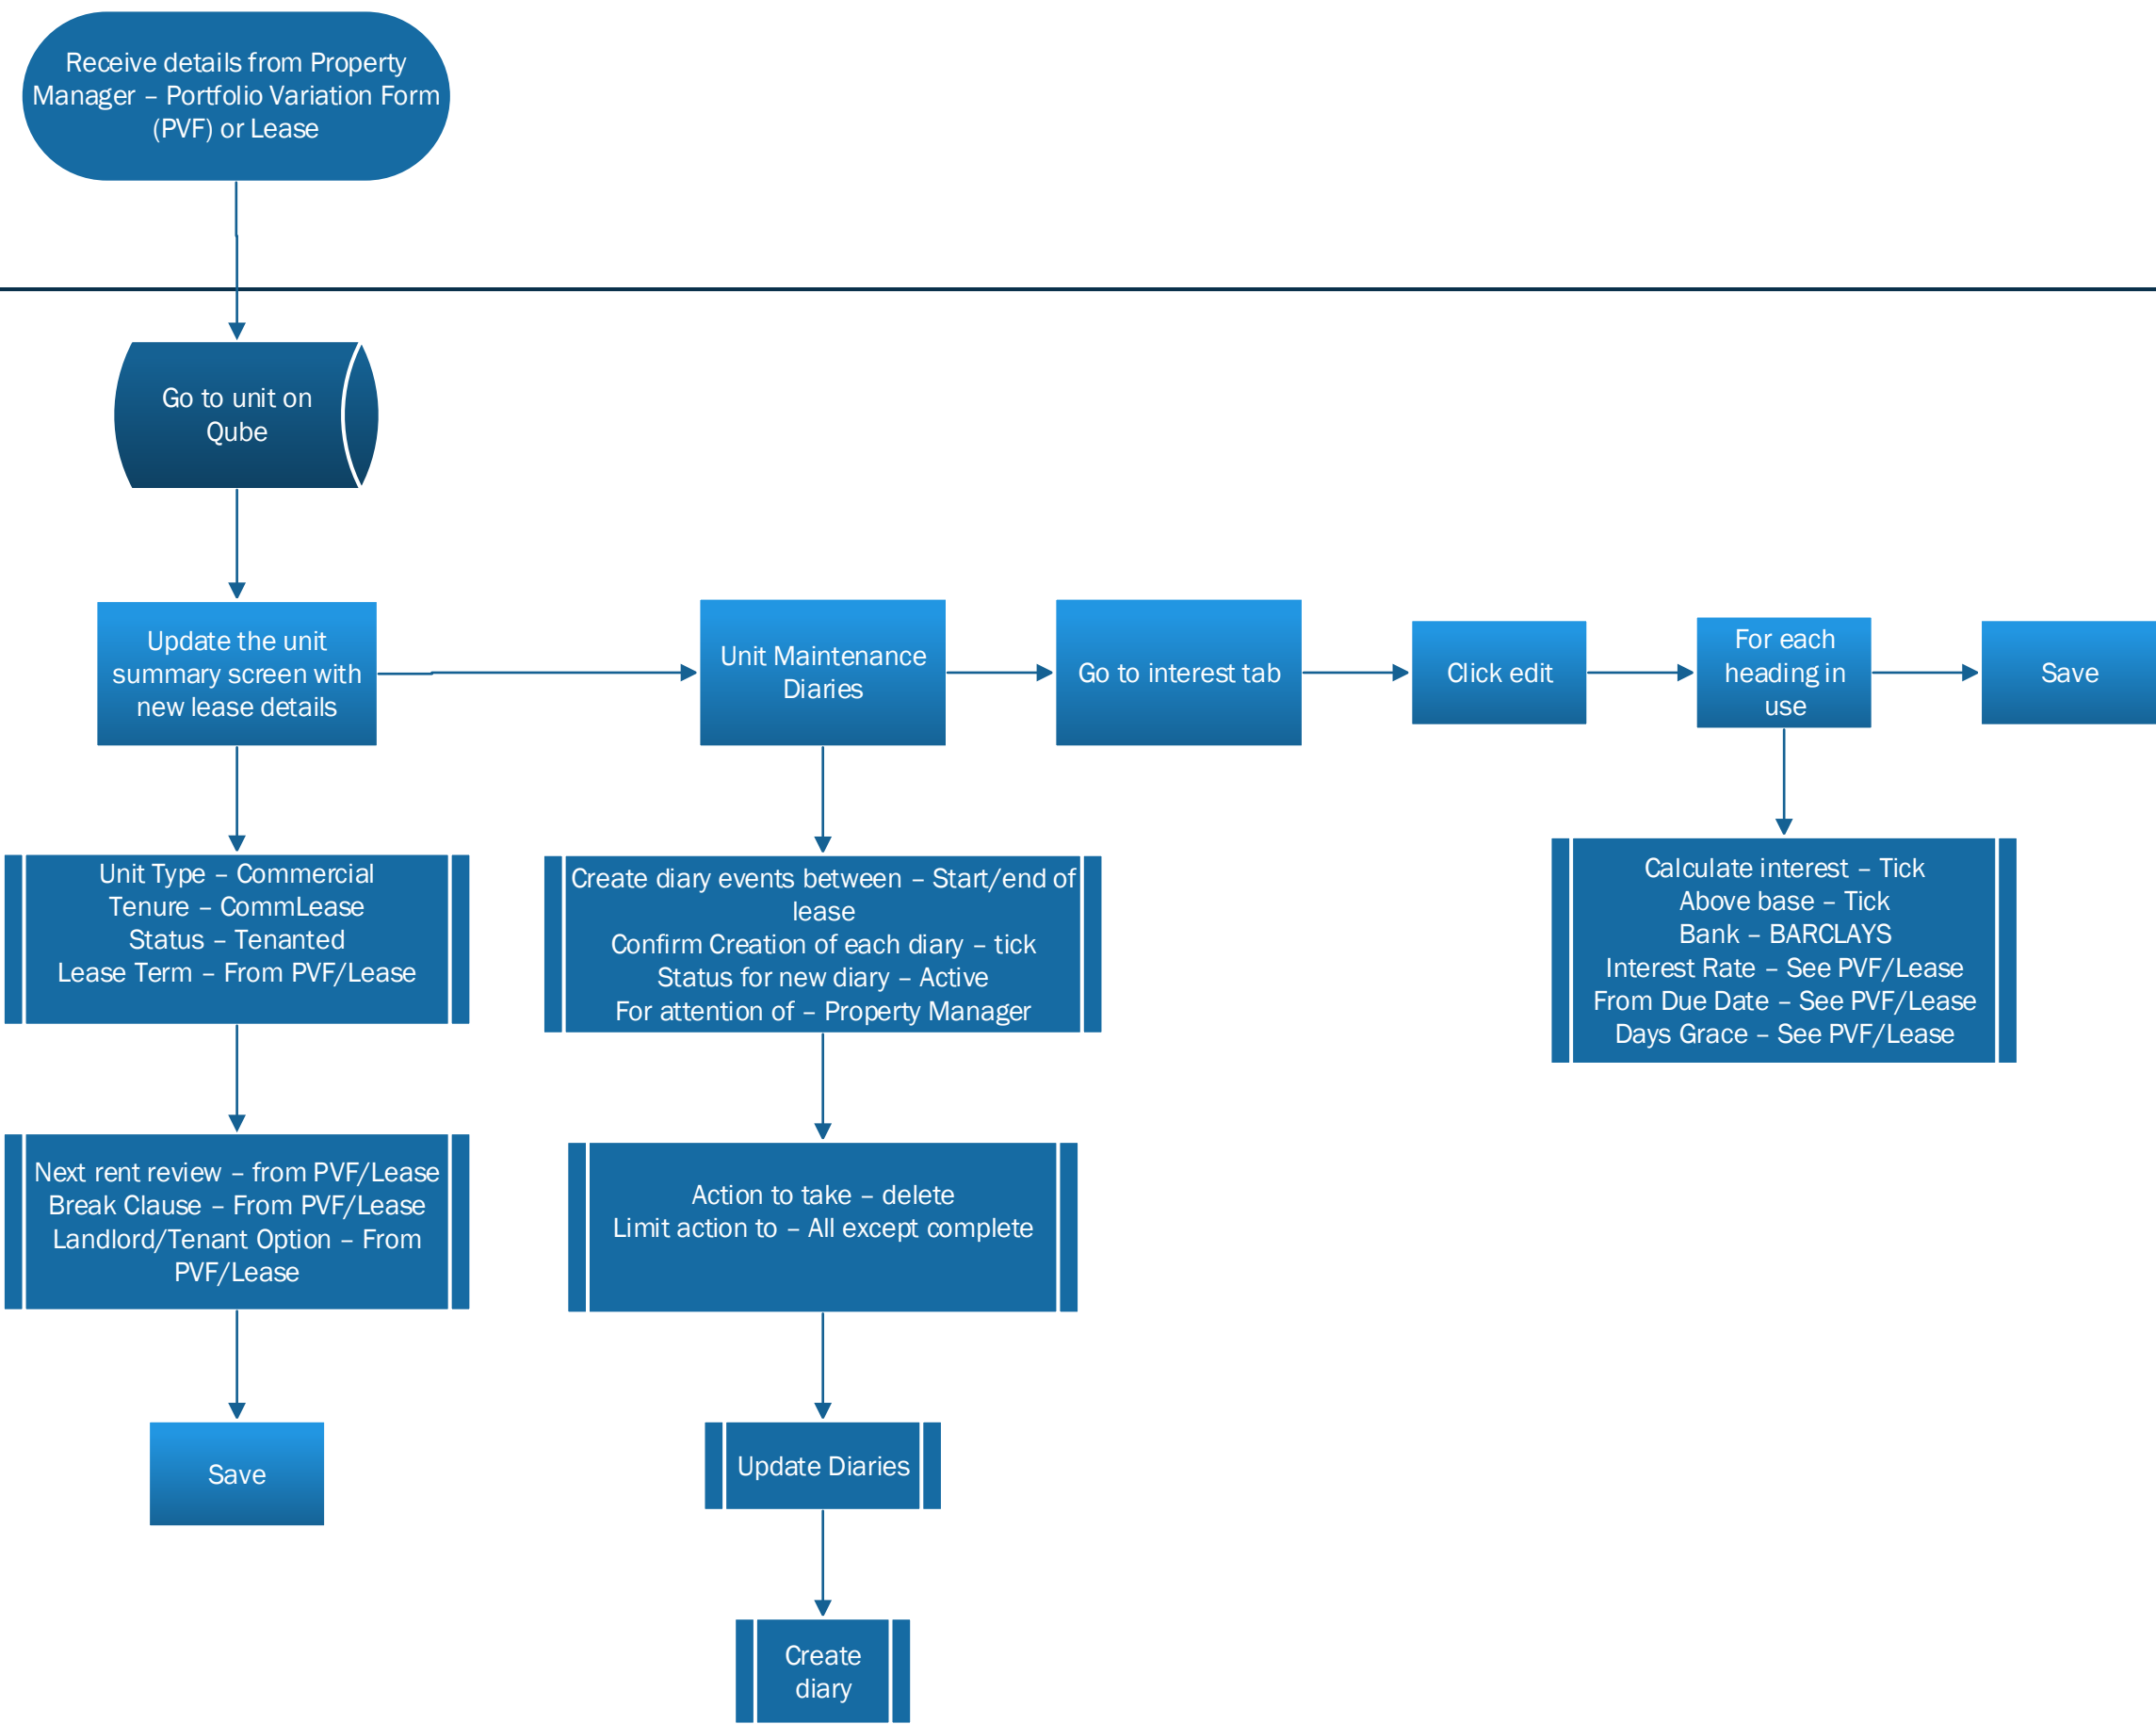 Receive details from Property
Manager – Portfolio Variation Form
(PVF) or Lease
Go to unit on
Qube
Update the unit
summary screen with
new lease details
Unit Maintenance
Diaries
Go to interest tab
Click edit
For each
heading in
use
Save
Unit Type – Commercial
Tenure – CommLease
Status – Tenanted
Lease Term – From PVF/Lease
Create diary events between – Start/end of
lease
Confirm Creation of each diary – tick
Status for new diary – Active
For attention of – Property Manager
Calculate interest – Tick
Above base – Tick
Bank – BARCLAYS
Interest Rate – See PVF/Lease
From Due Date – See PVF/Lease
Days Grace – See PVF/Lease
Next rent review – from PVF/Lease
Break Clause – From PVF/Lease
Landlord/Tenant Option – From
PVF/Lease
Action to take – delete
Limit action to – All except complete
Save
Update Diaries
Create
diary